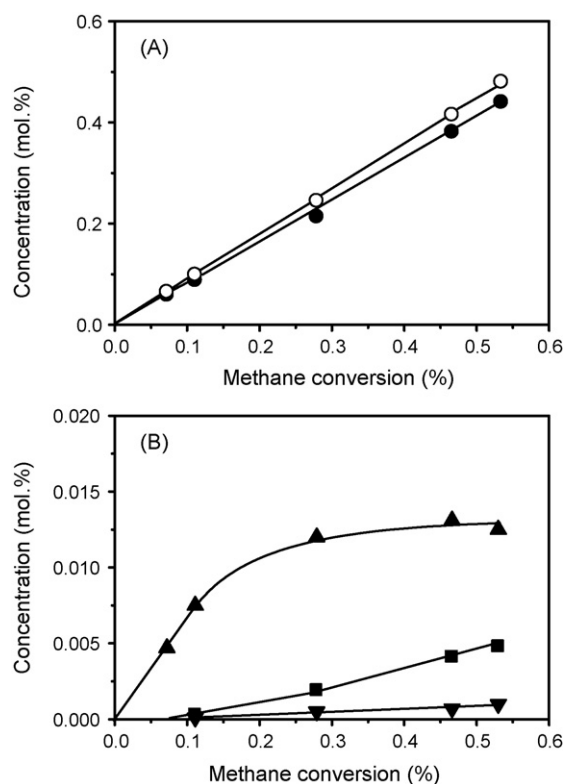 (A)
Concentration (mol.%)
0.6
0.4
0.2
0.0
0.0 0.1 0.2 0.3 0.4 0.5 0.6
Methane conversion (%)
(B)
Concentration (mol.%)
0.020
0.015
0.010
0.005
0.000
0.0 0.1 0.2 0.3 0.4 0.5 0.6
Methane conversion (%)